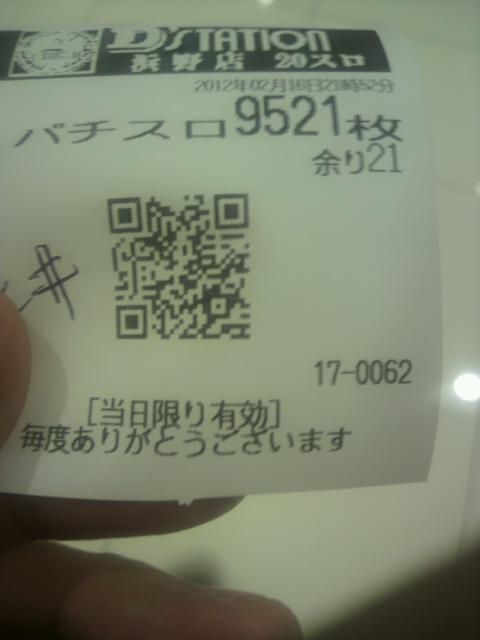 D'STATION
浜野店 20スロ
2012年02月16日21時52分
パチスロ9521枚
余り21
17-0062
[当日限り有効]
毎度ありがとうございます